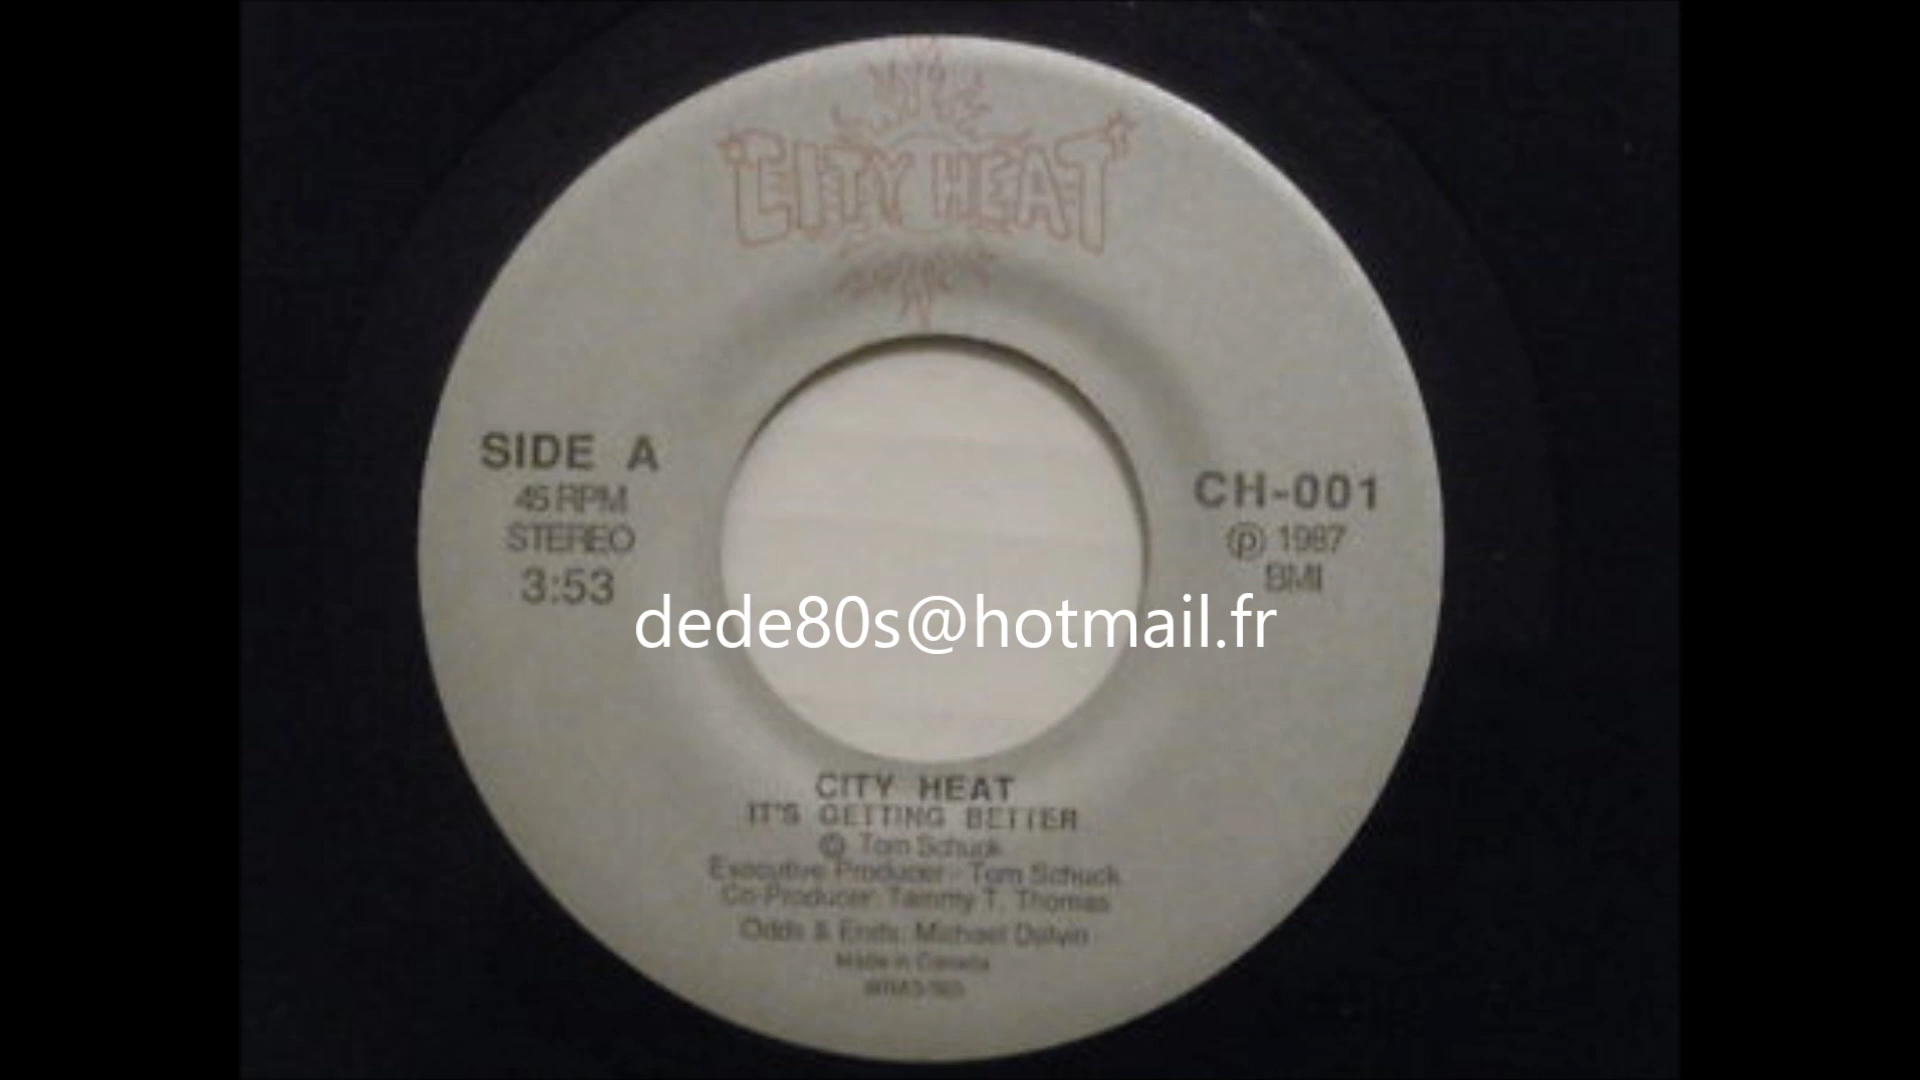 CITY HEAT
SIDE A
45 RPM
STEREO
3:53
CH-001
℗ 1987
BMI
dede80s@hotmail.fr
CITY HEAT
IT'S GETTING BETTER
© Tom Schuck
Executive Producer - Tom Schuck
Co-Producer: Tammy T. Thomas
Odds & Ends: Michael
Made in Canada